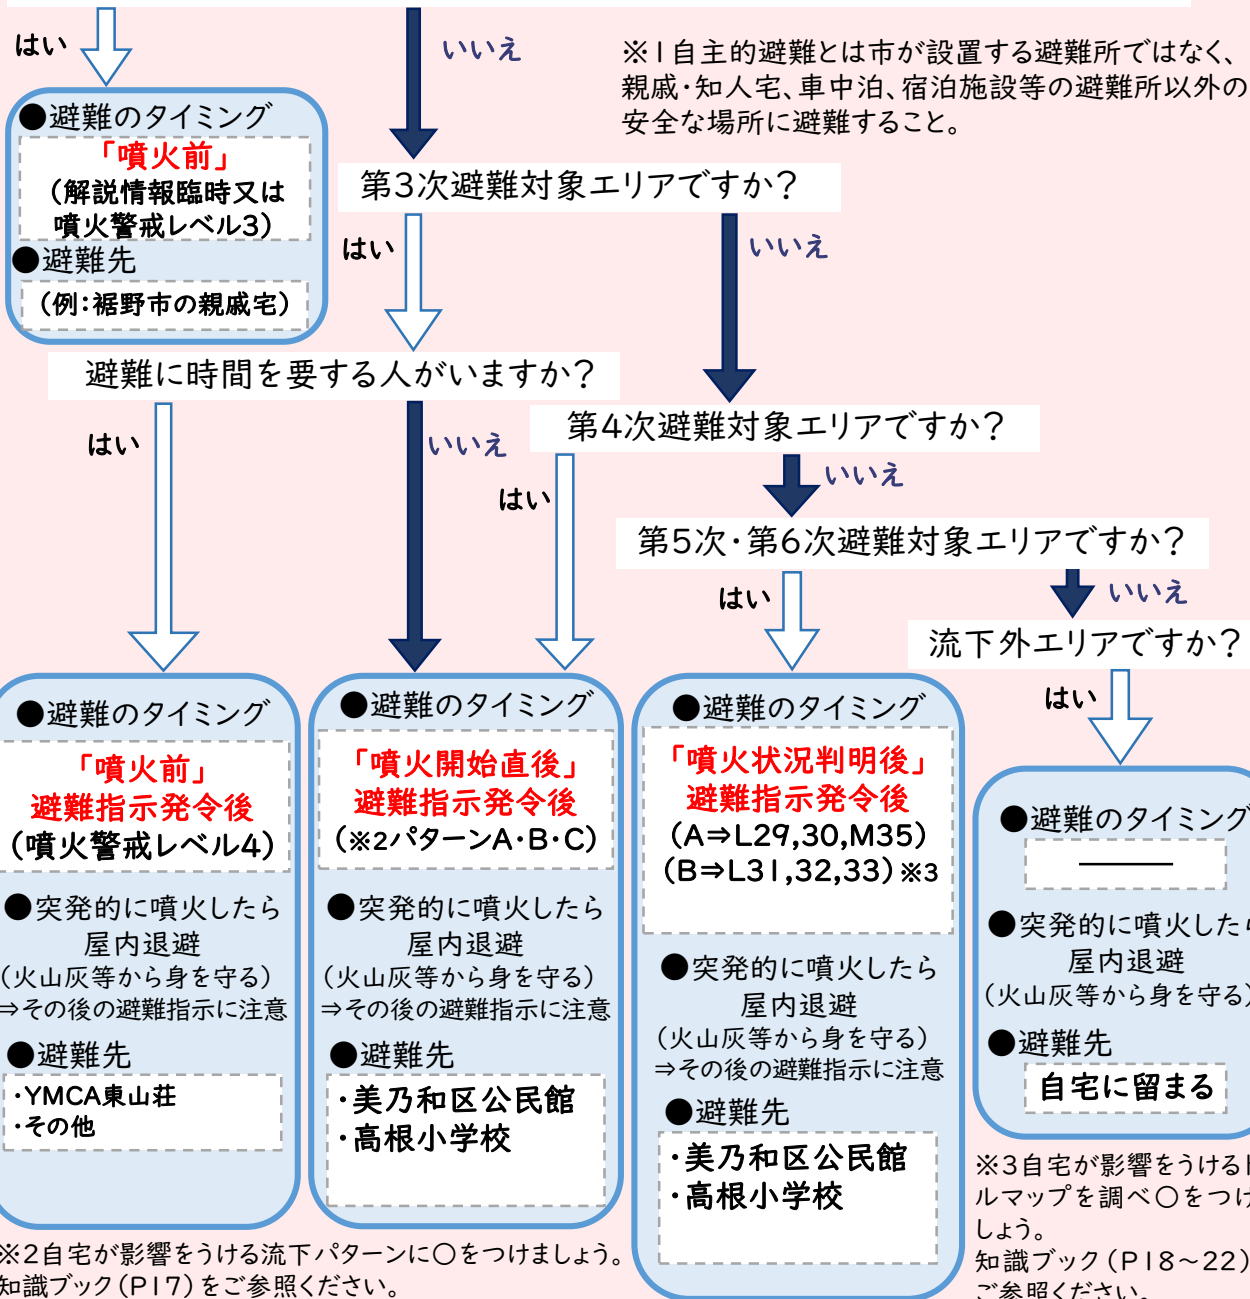 はい
いいえ
※1自主的避難とは市が設置する避難所ではなく、
親戚・知人宅、車中泊、宿泊施設等の避難所以外の
安全な場所に避難すること。
●避難のタイミング
「噴火前」
(解説情報臨時又は
噴火警戒レベル3)
●避難先
(例:裾野市の親戚宅)
第3次避難対象エリアですか?
はい
いいえ
避難に時間を要する人がいますか?
はい
いいえ
第4次避難対象エリアですか?
はい
いいえ
第5次・第6次避難対象エリアですか?
はい
いいえ
流下外エリアですか?
はい
●避難のタイミング
「噴火前」
避難指示発令後
(噴火警戒レベル4)
●突発的に噴火したら
屋内退避
(火山灰等から身を守る)
⇒その後の避難指示に注意
●避難先
・YMCA東山荘
・その他
●避難のタイミング
「噴火開始直後」
避難指示発令後
(※2パターンA・B・C)
●突発的に噴火したら
屋内退避
(火山灰等から身を守る)
⇒その後の避難指示に注意
●避難先
・美乃和区公民館
・高根小学校
●避難のタイミング
「噴火状況判明後」
避難指示発令後
(A⇒L29,30,M35)
(B⇒L31,32,33)※3
●突発的に噴火したら
屋内退避
(火山灰等から身を守る)
⇒その後の避難指示に注意
●避難先
・美乃和区公民館
・高根小学校
●避難のタイミング
●突発的に噴火したら
屋内退避
(火山灰等から身を守る)
●避難先
自宅に留まる
※2自宅が影響をうける流下パターンに○をつけましょう。
知識ブック(P17)をご参照ください。
※3自宅が影響をうけるド
ルマップを調べ○をつけ
しょう。
知識ブック(P18~22)
ご参照ください。